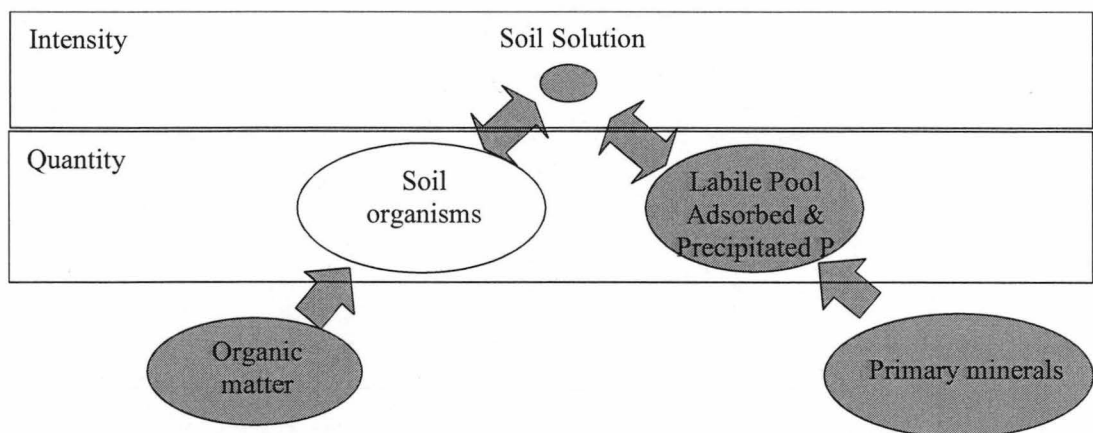 Intensity
Soil Solution
Quantity
Soil
organisms
Labile Pool
Adsorbed &
Precipitated P
Organic
matter
Primary minerals